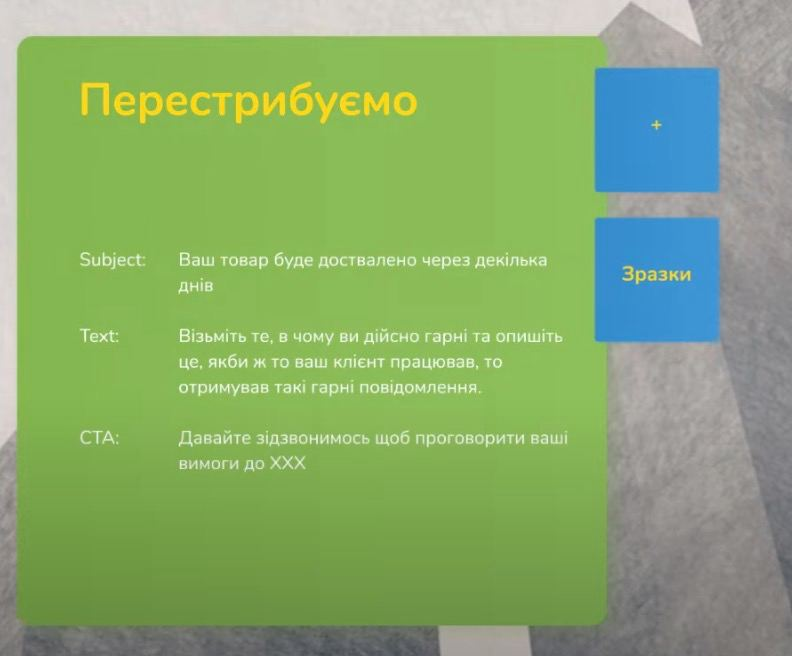 Перестрибуємо
+
Зразки
Subject: Ваш товар буде доствалено через декілька
днів
Text: Візьміть те, в чому ви дійсно гарні та опишіть
це, якби ж то ваш клієнт працював, то
отримував такі гарні повідомлення.
CTA: Давайте зідзвонимось щоб проговорити ваші
вимоги до XXX